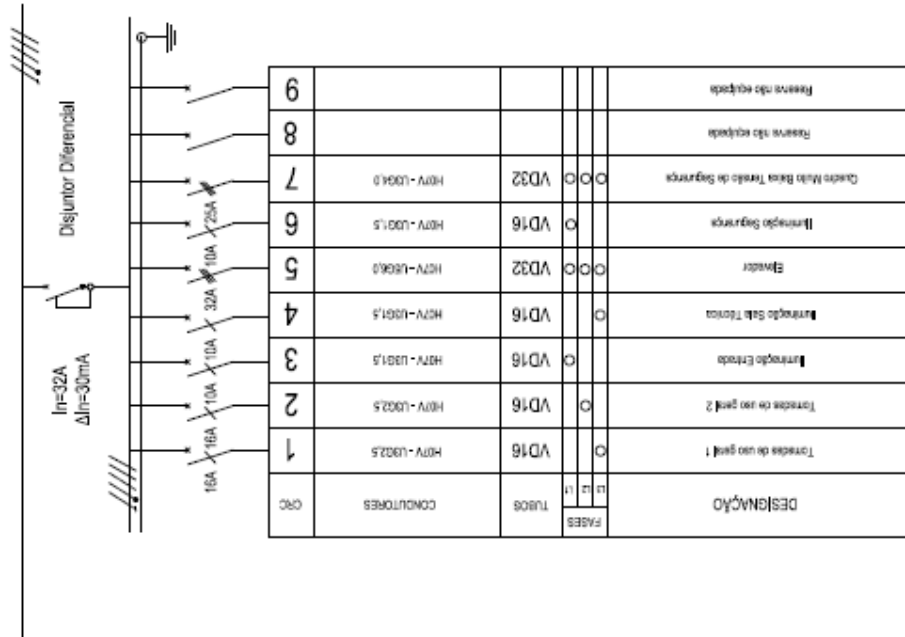 Disjuntor Diferencial
In=32A
ΔIn=30mA
DESIGNAÇÃO FASES L3 L2 L1 TUBOS CONDUTORES CRC
Tomadas de uso geral 1 VD16 H07V - U3G2,5 1 16A
Tomadas de uso geral 2 VD16 H07V - U3G2,5 2 16A
Iluminação Entrada VD16 H07V - U3G1,5 3 10A
Iluminação Sala Técnica VD16 H07V - U3G1,5 4 10A
Elevador VD32 H07V - U5G6,0 5 32A
Iluminação Segurança VD16 H07V - U3G1,5 6 10A
Quadro Muito Baixa Tensão de Segurança VD32 H07V - U3G4,0 7 25A
Reserva não equipada 8
Reserva não equipada 9